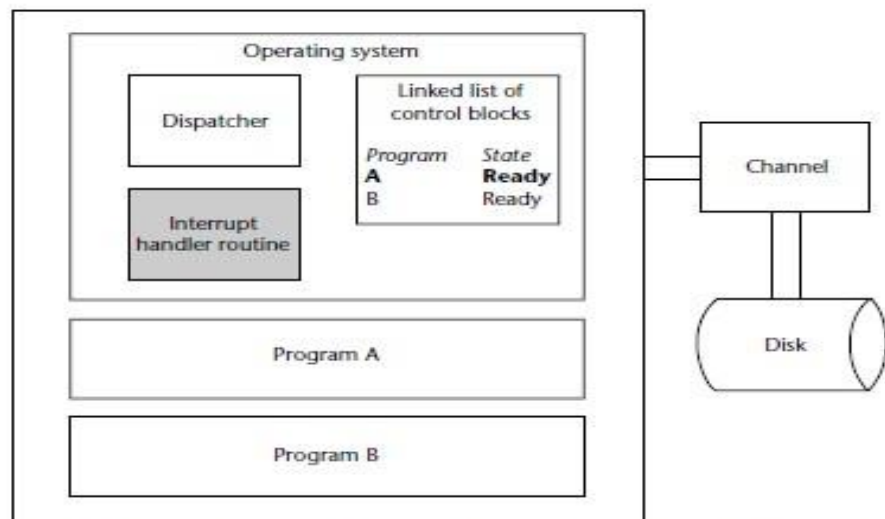 Operating system
Dispatcher
Linked list of
control blocks
Program State
A Ready
B Ready
Interrupt
handler routine
Channel
Disk
Program A
Program B